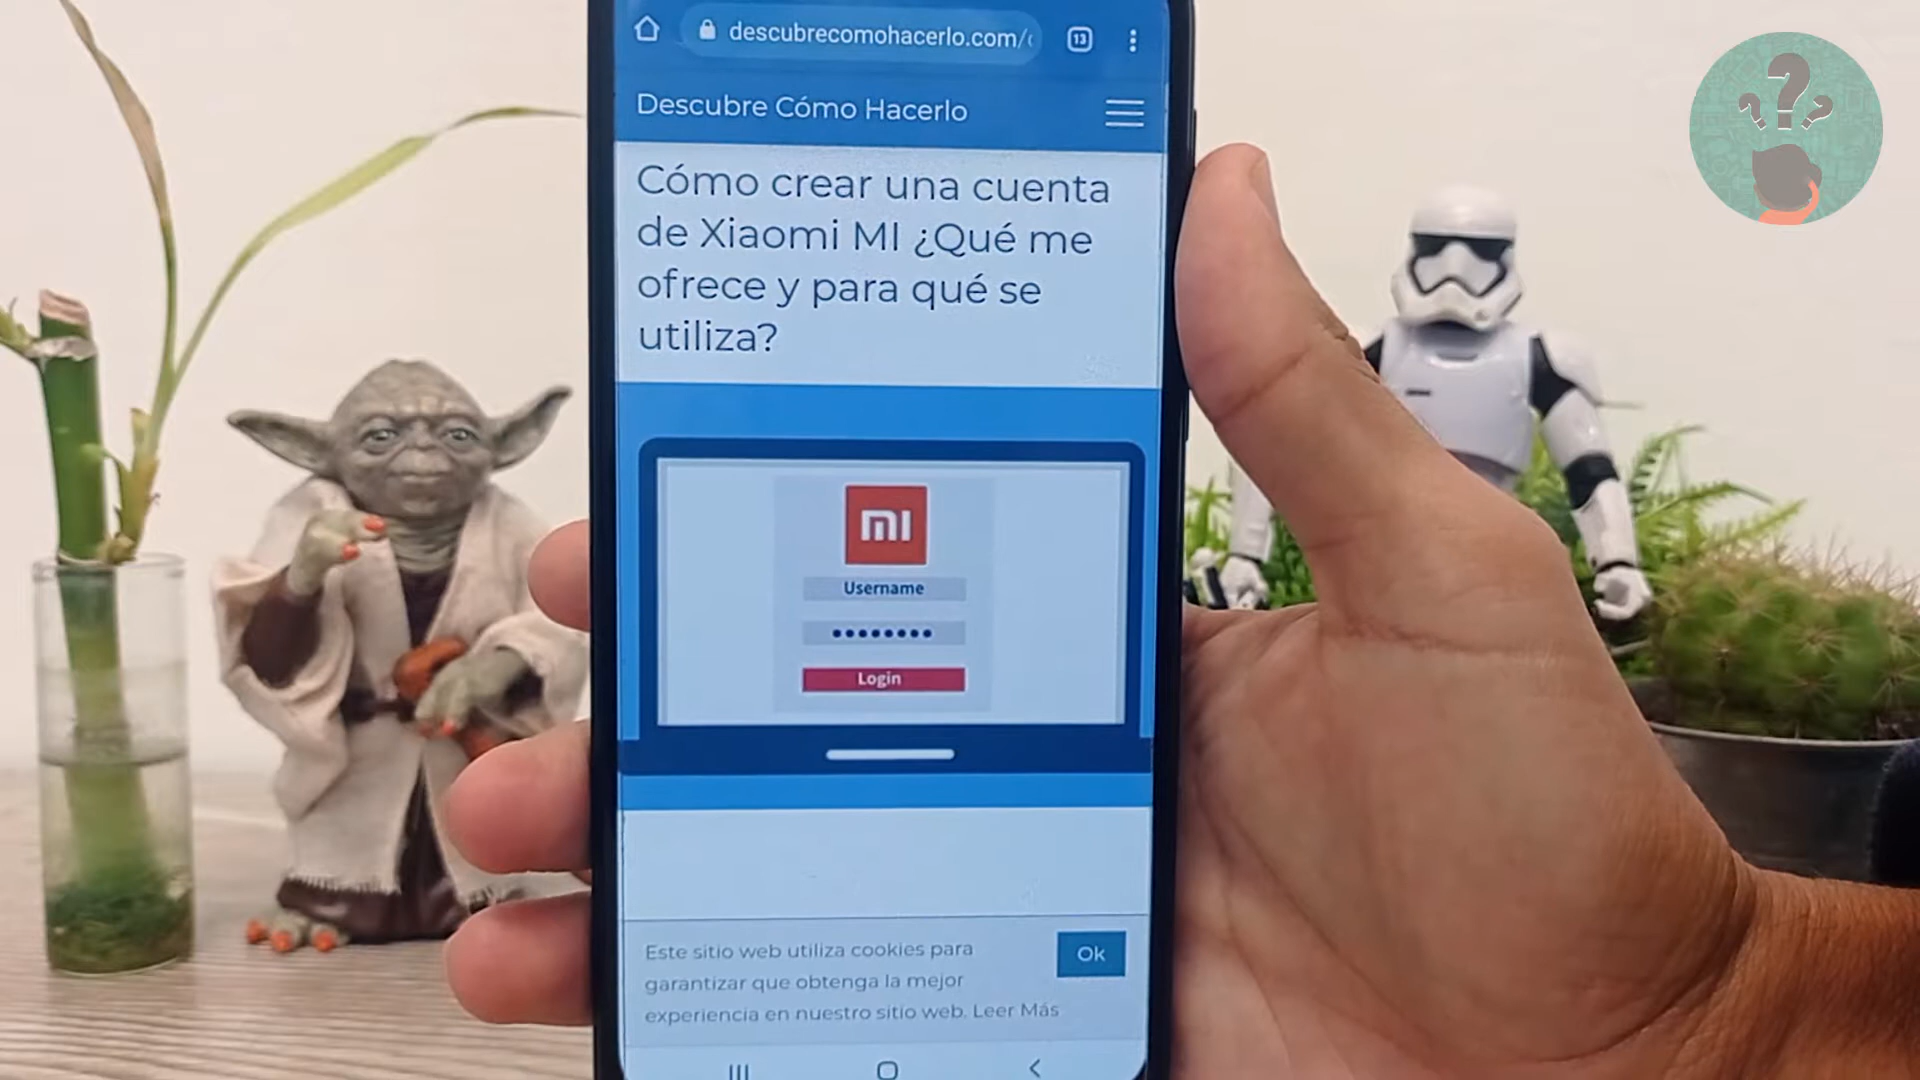 descubrecomohacerlo.com/
13
Descubre Cómo Hacerlo
Cómo crear una cuenta
de Xiaomi MI ¿Qué me
ofrece y para qué se
utiliza?
mi
Username
Login
Este sitio web utiliza cookies para
garantizar que obtenga la mejor
experiencia en nuestro sitio web. Leer Más
Ok